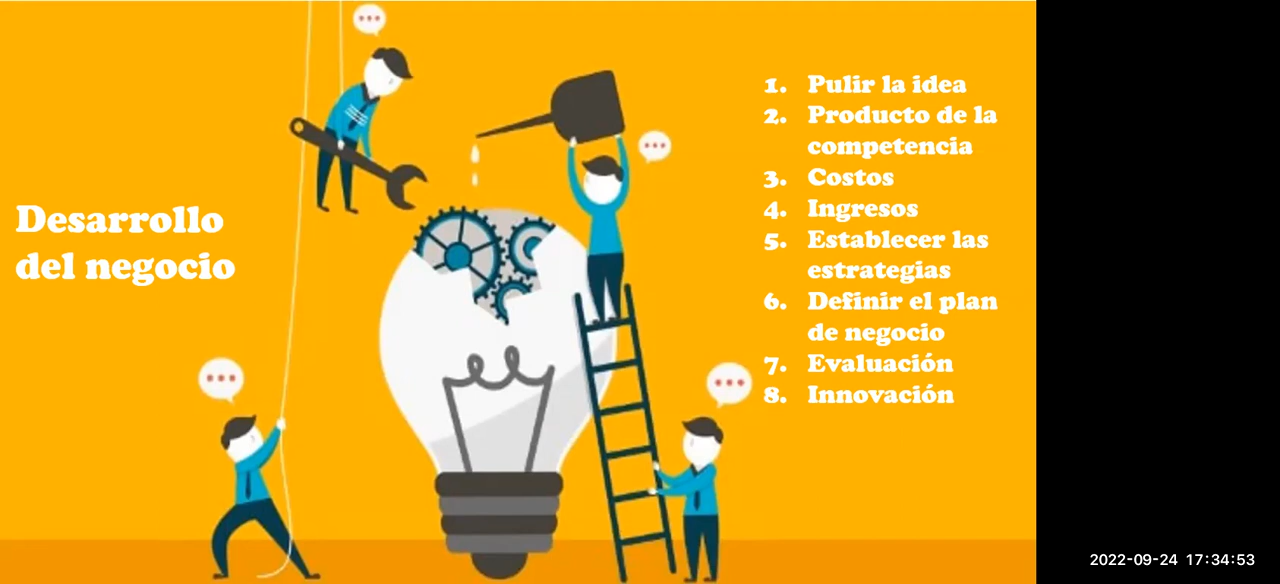 Desarrollo
del negocio
1. Pulir la idea
2. Producto de la
competencia
3. Costos
4. Ingresos
5. Establecer las
estrategias
6. Definir el plan
de negocio
7. Evaluación
8. Innovación
2022-09-24 17:34:53